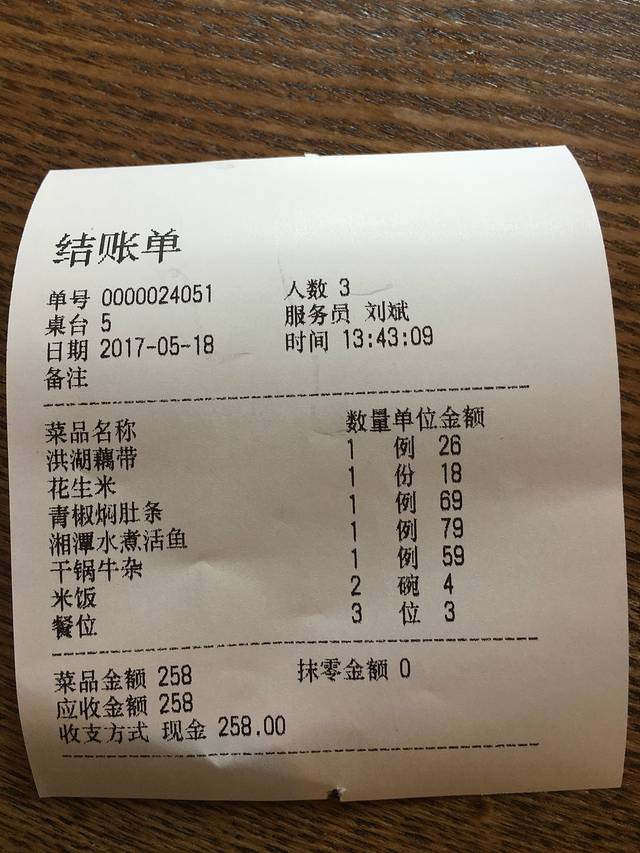 结账单
单号 0000024051 人数 3
桌台 5 服务员 刘斌
日期 2017-05-18 时间 13:43:09
备注
菜品名称 数量单位金额
洪湖藕带 1 例 26
花生米 1 份 18
青椒焖肚条 1 例 69
湘潭水煮活鱼 1 例 79
干锅牛杂 1 例 59
米饭 2 碗 4
餐位 3 位 3
菜品金额 258 抹零金额 0
应收金额 258
收支方式 现金 258.00